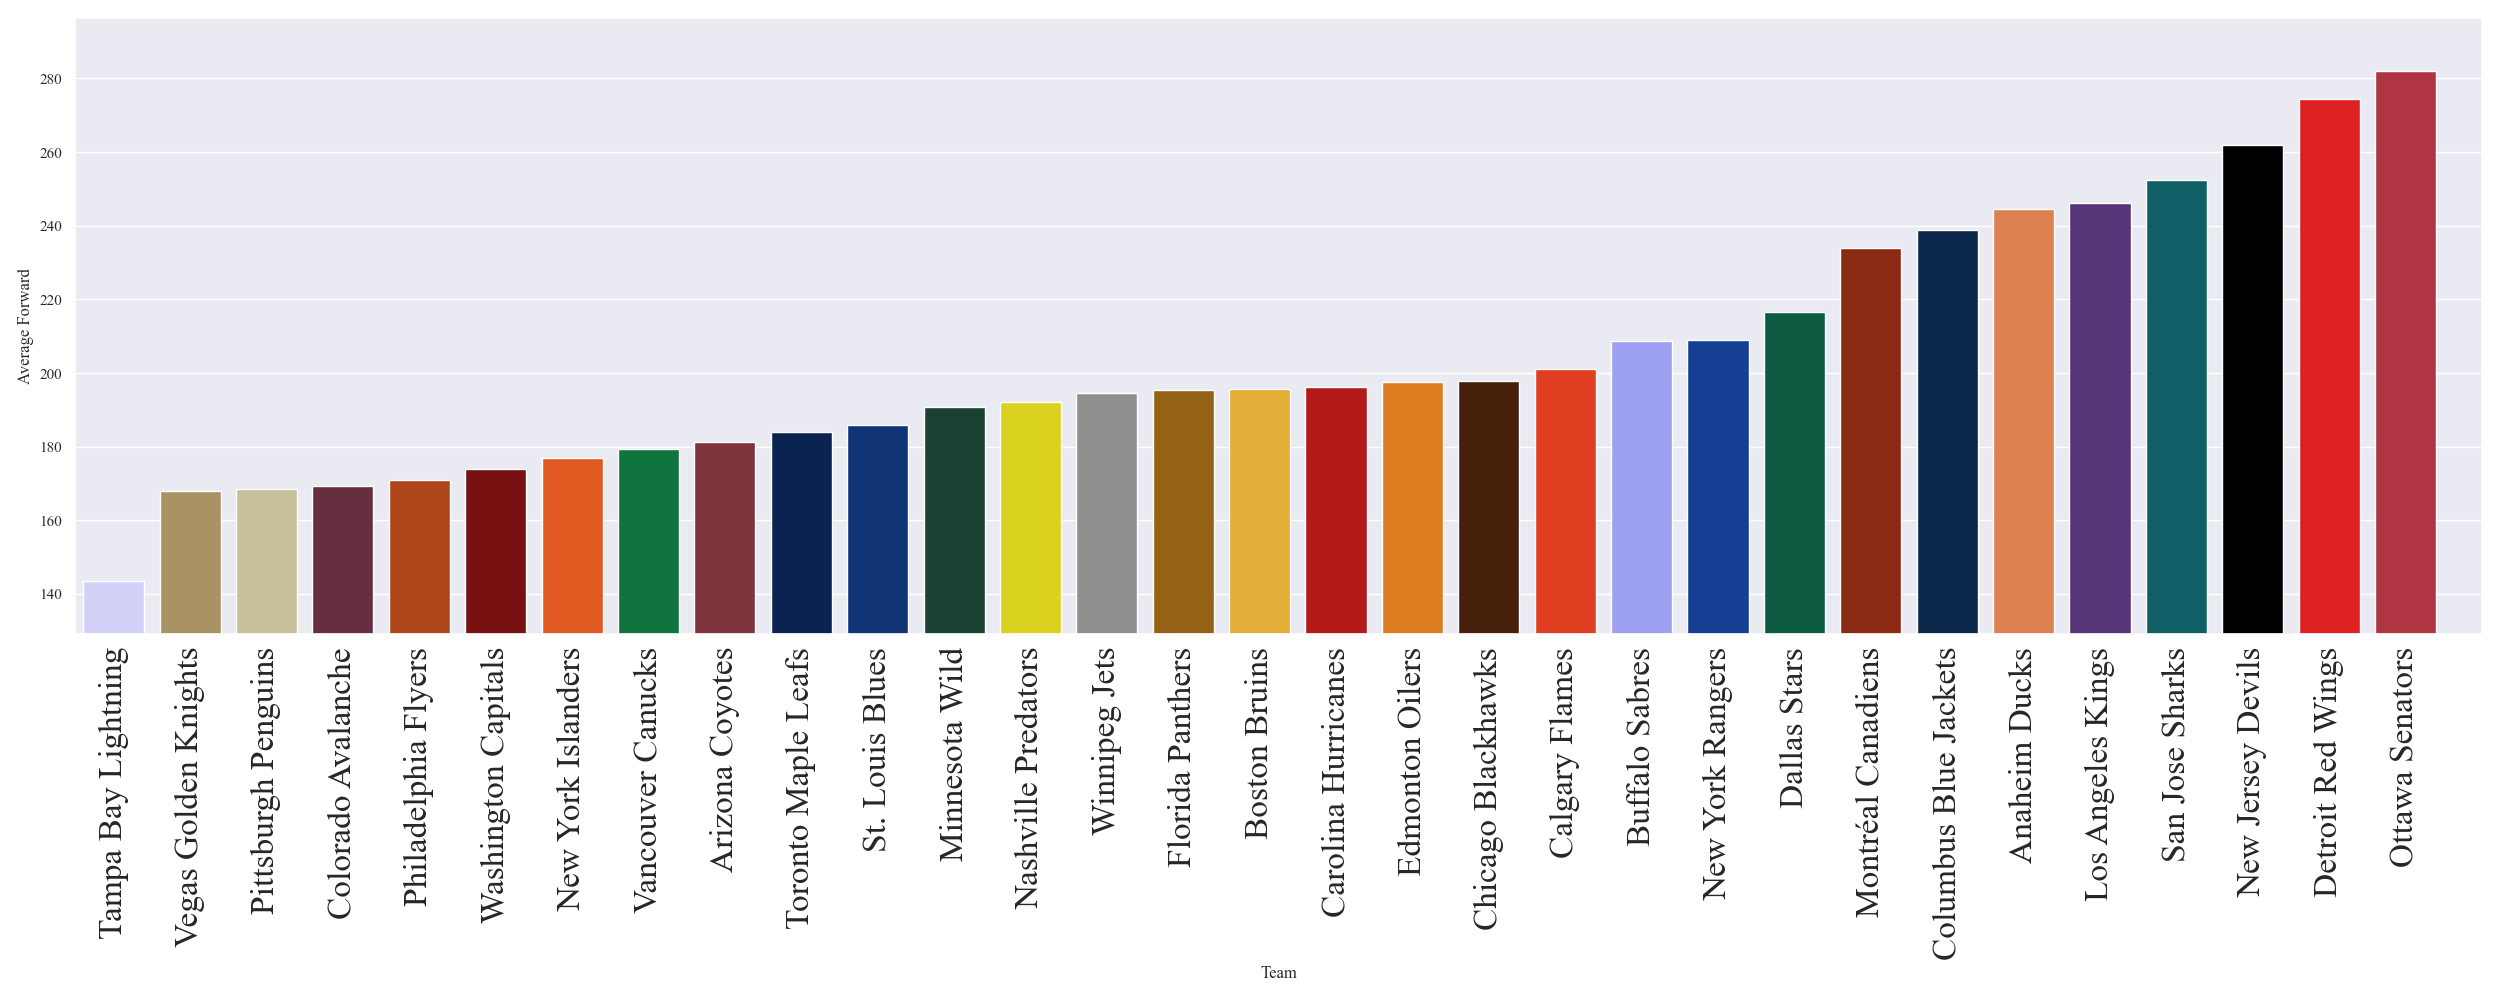 280
260
240
220
200
180
160
140
Average Forward
Tampa Bay Lightning
Vegas Golden Knights
Pittsburgh Penguins
Colorado Avalanche
Philadelphia Flyers
Washington Capitals
New York Islanders
Vancouver Canucks
Arizona Coyotes
Toronto Maple Leafs
St. Louis Blues
Minnesota Wild
Nashville Predators
Winnipeg Jets
Florida Panthers
Boston Bruins
Carolina Hurricanes
Edmonton Oilers
Chicago Blackhawks
Calgary Flames
Buffalo Sabres
New York Rangers
Dallas Stars
Montréal Canadiens
Columbus Blue Jackets
Anaheim Ducks
Los Angeles Kings
San Jose Sharks
New Jersey Devils
Detroit Red Wings
Ottawa Senators
Team